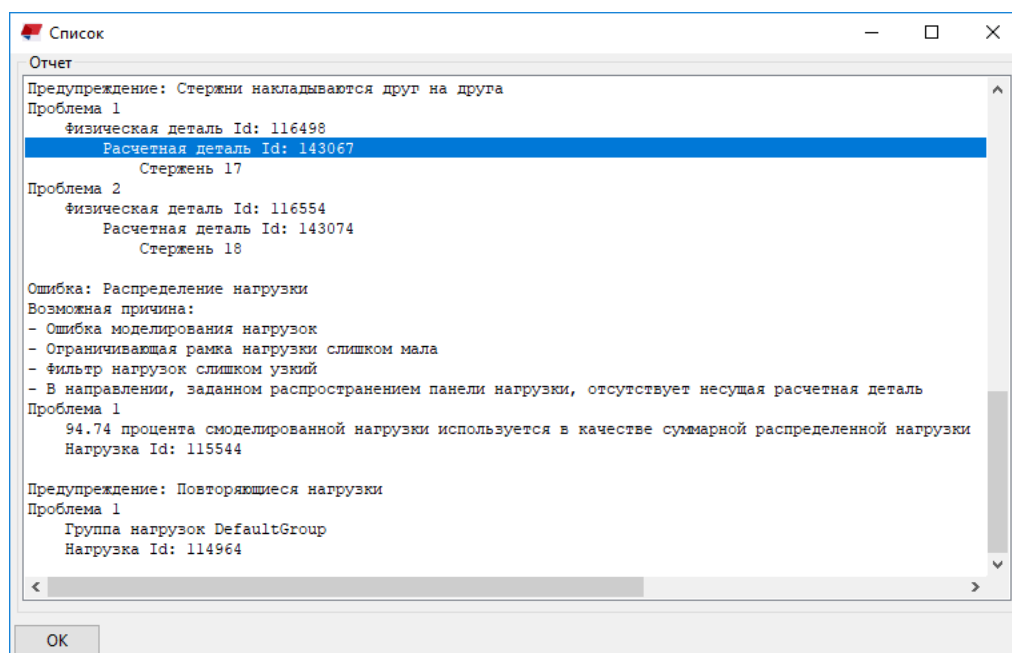 Список
Отчет
Предупреждение: Стержни накладываются друг на друга
Проблема 1
Физическая деталь Id: 116498
Расчетная деталь Id: 143067
Стержень 17
Проблема 2
Физическая деталь Id: 116554
Расчетная деталь Id: 143074
Стержень 18
Ошибка: Распределение нагрузки
Возможная причина:
- Ошибка моделирования нагрузок
- Ограничивающая рамка нагрузки слишком мала
- Фильтр нагрузок слишком узкий
- В направлении, заданном распространением панели нагрузки, отсутствует несущая расчетная деталь
Проблема 1
94.74 процента смоделированной нагрузки используется в качестве суммарной распределенной нагрузки
Нагрузка Id: 115544
Предупреждение: Повторяющиеся нагрузки
Проблема 1
Группа нагрузок DefaultGroup
Нагрузка Id: 114964
OK